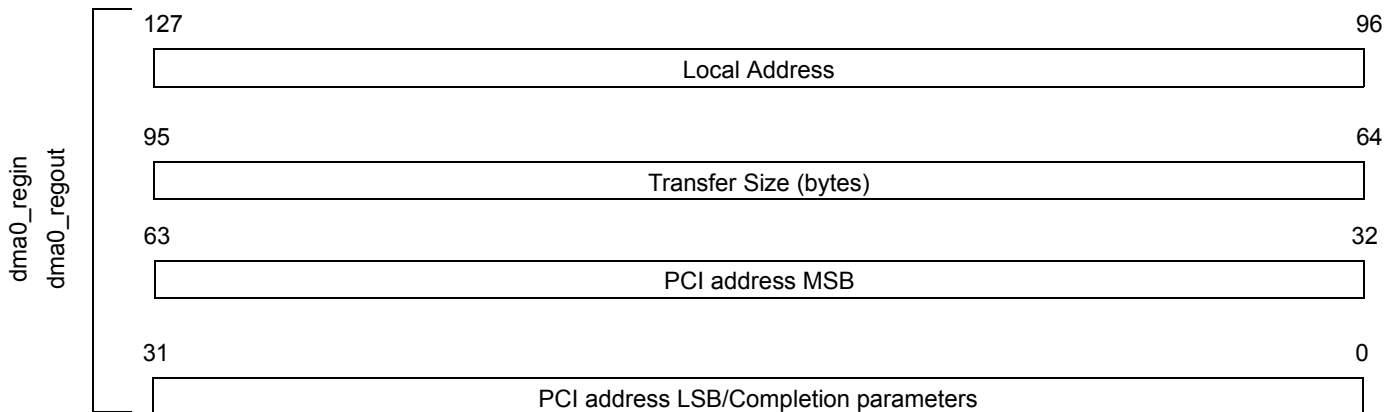 dma0_regin
dma0_regout
127 96
Local Address
95 64
Transfer Size (bytes)
63 32
PCI address MSB
31 0
PCI address LSB/Completion parameters